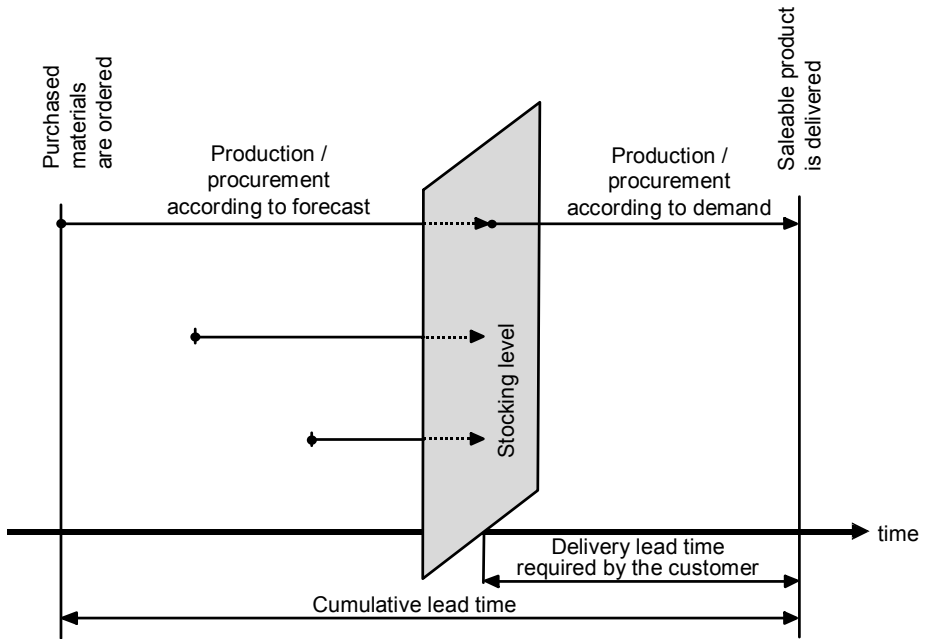 Purchased
materials
are ordered
Production /
procurement
according to forecast
Production /
procurement
according to demand
Saleable product
is delivered
Stocking level
time
Delivery lead time
required by the customer
Cumulative lead time